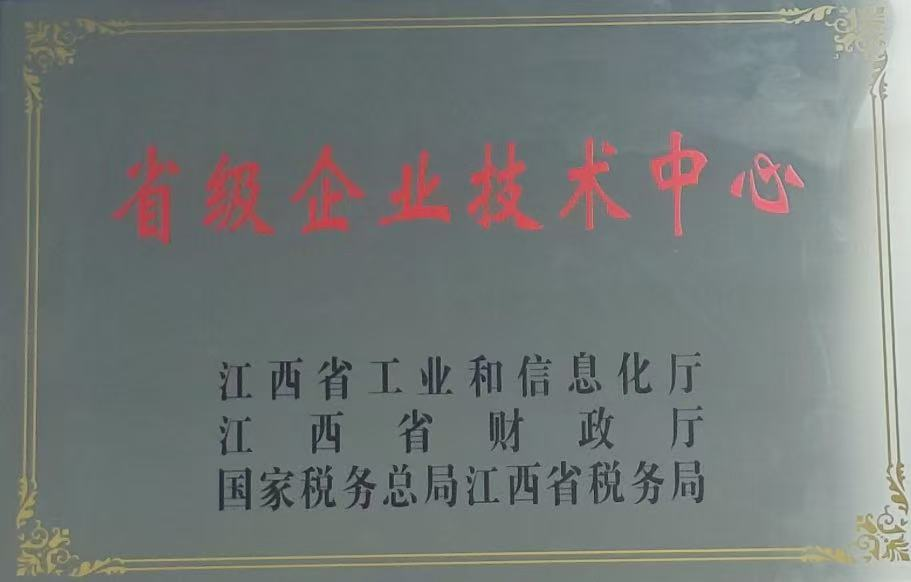 省级企业技术中心
江西省工业和信息化厅
江西省财政厅
国家税务总局江西省税务局